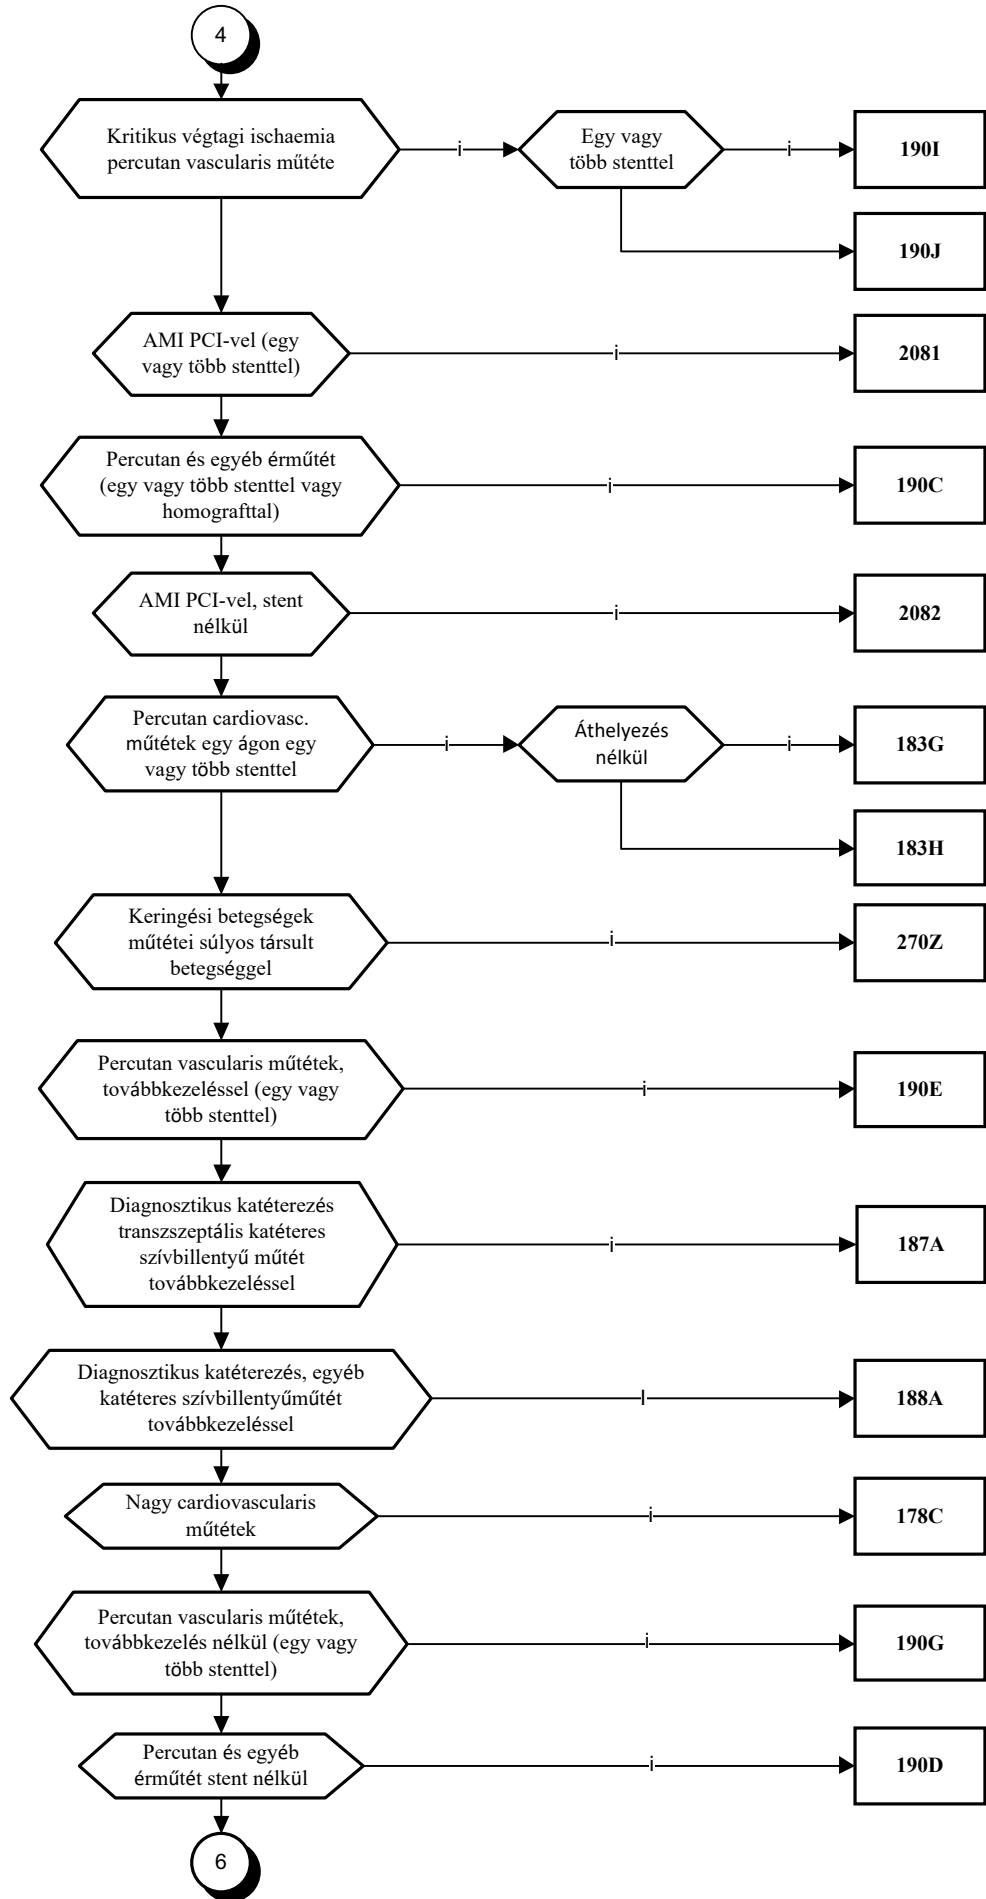 4
Kritikus végtagi ischaemia
percutan vascularis műtéte
i
Egy vagy
több stenttel
i
190I
190J
AMI PCI-vel (egy
vagy több stenttel)
i
2081
Percutan és egyéb érműtét
(egy vagy több stenttel vagy
homografttal)
i
190C
AMI PCI-vel, stent
nélkül
i
2082
Percutan cardiovasc.
műtétek egy ágon egy
vagy több stenttel
i
Áthelyezés
nélkül
i
183G
183H
Keringési betegségek
műtétei súlyos társult
betegséggel
i
270Z
Percutan vascularis műtétek,
továbbkezeléssel (egy vagy
több stenttel)
i
190E
Diagnosztikus katéterezés
transzszeptális katéteres
szívbillentyű műtét
továbbkezeléssel
i
187A
Diagnosztikus katéterezés, egyéb
katéteres szívbillentyűműtét
továbbkezeléssel
I
188A
Nagy cardiovascularis
műtétek
i
178C
Percutan vascularis műtétek,
továbbkezelés nélkül (egy vagy
több stenttel)
i
190G
Percutan és egyéb
érműtét stent nélkül
i
190D
6